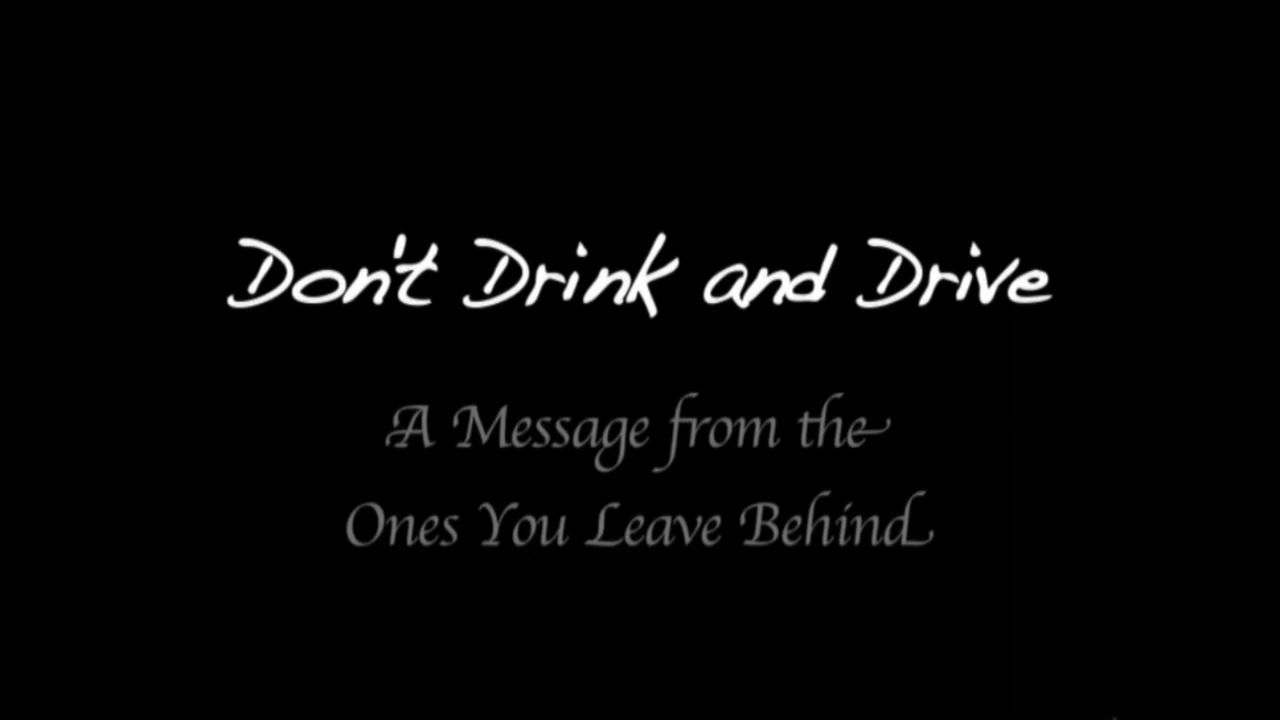 Don't Drink and Drive
A Message from the
Ones You Leave Behind